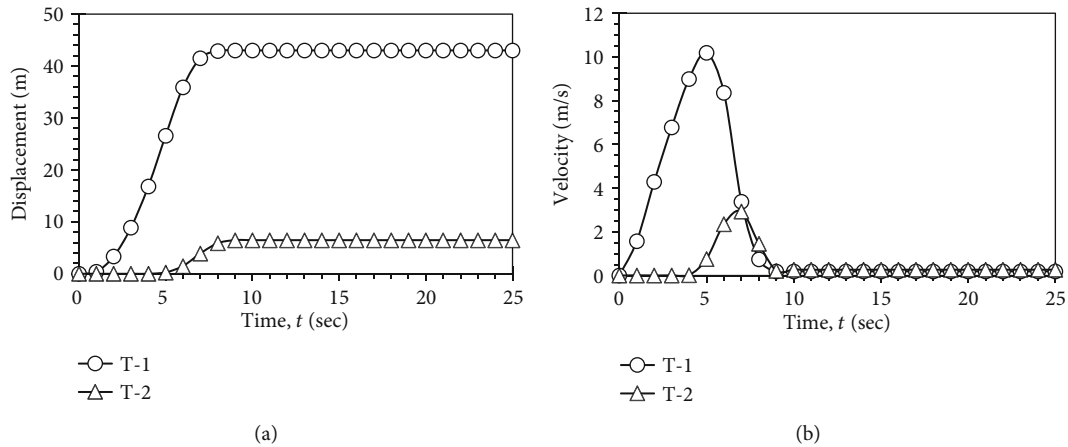 50
40
30
20
10
0
Displacement (m)
0 5 10 15 20 25
Time, t (sec)
T-1
T-2
(a)
12
10
8
6
4
2
0
Velocity (m/s)
0 5 10 15 20 25
Time, t (sec)
T-1
T-2
(b)